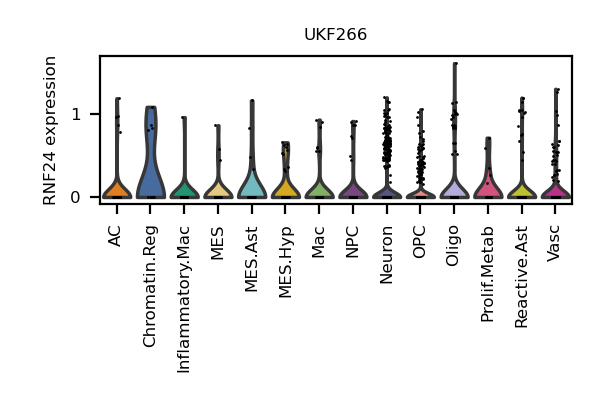 UKF266
RNF24 expression
1
0
AC
Chromatin.Reg
Inflammatory.Mac
MES
MES.Ast
MES.Hyp
Mac
NPC
Neuron
OPC
Oligo
Prolif.Metab
Reactive.Ast
Vasc